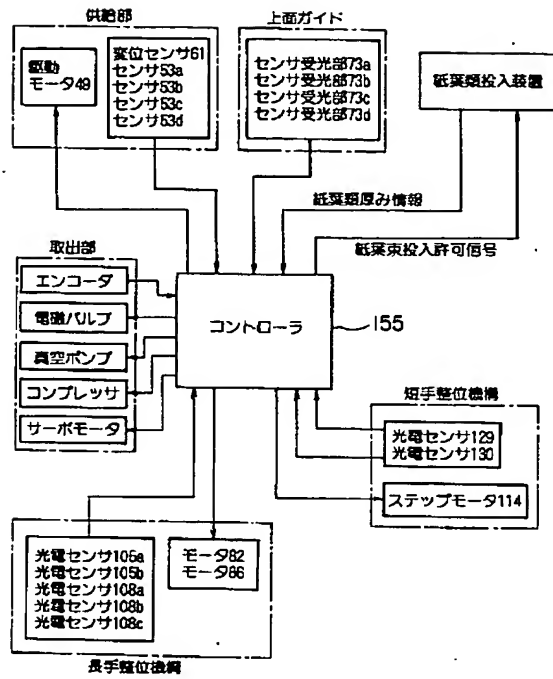 供給部
駆動
モータ49
変位センサ61
センサ53a
センサ53b
センサ53c
センサ53d
上面ガイド
センサ受光部73a
センサ受光部73b
センサ受光部73c
センサ受光部73d
紙葉類投入装置
紙葉類厚み情報
紙葉束投入許可信号
取出部
エンコーダ
電磁バルブ
真空ポンプ
コンプレッサ
サーボモータ
コントローラ
155
短手整位機構
光電センサ129
光電センサ130
ステップモータ114
光電センサ105a
光電センサ105b
光電センサ108a
光電センサ108b
光電センサ108c
モータ82
モータ86
長手整位機構